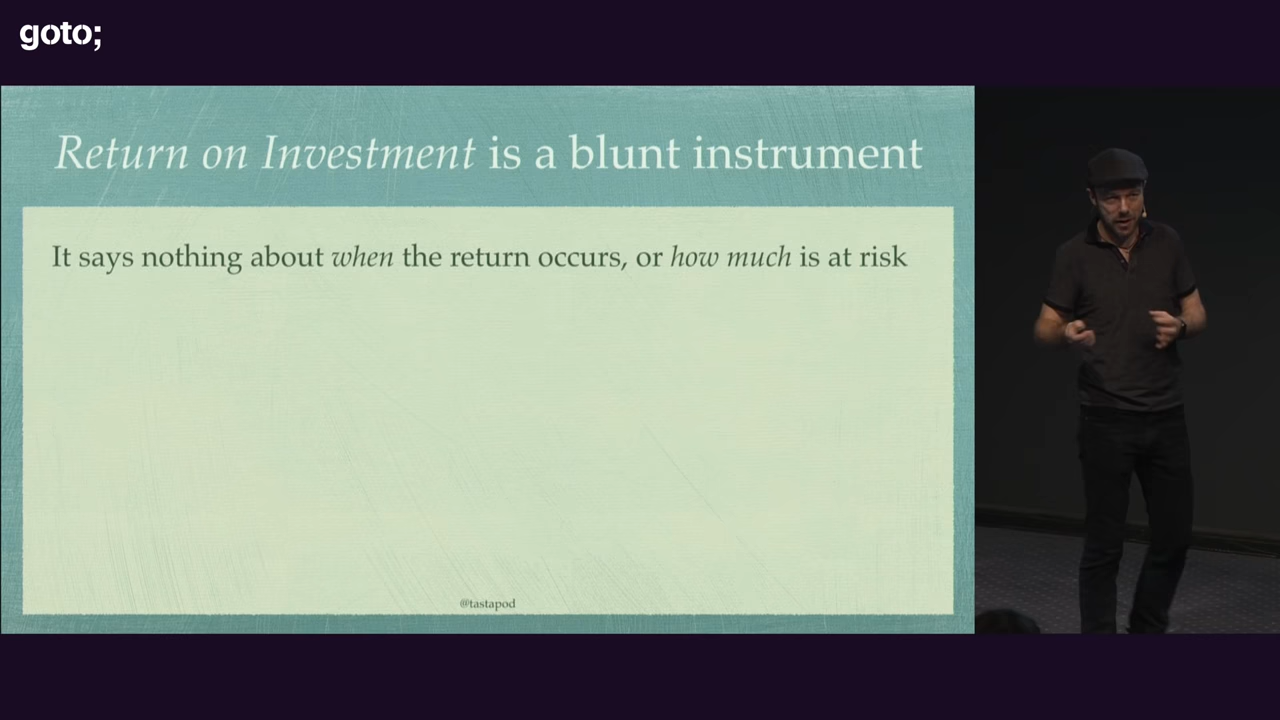 goto;
Return on Investment is a blunt instrument
It says nothing about when the return occurs, or how much is at risk
@tastapod